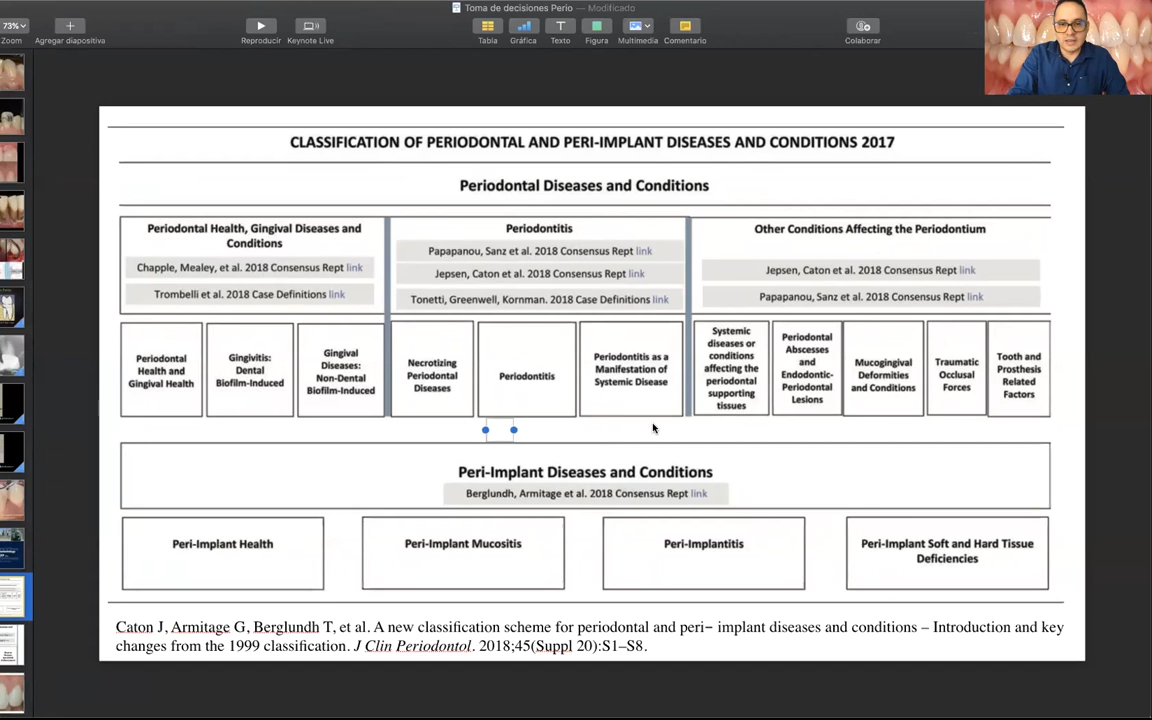 Toma de decisiones Perio — Modificado
73%
Zoom
Agregar diapositiva
Reproducir
Keynote Live
Tabla
Gráfica
Texto
Figura
Multimedia
Comentario
Colaborar
CLASSIFICATION OF PERIODONTAL AND PERI-IMPLANT DISEASES AND CONDITIONS 2017
Periodontal Diseases and Conditions
Periodontal Health, Gingival Diseases and
Conditions
Chapple, Mealey, et al. 2018 Consensus Rept link
Trombelli et al. 2018 Case Definitions link
Periodontitis
Papapanou, Sanz et al. 2018 Consensus Rept link
Jepsen, Caton et al. 2018 Consensus Rept link
Tonetti, Greenwell, Kornman. 2018 Case Definitions link
Other Conditions Affecting the Periodontium
Jepsen, Caton et al. 2018 Consensus Rept link
Papapanou, Sanz et al. 2018 Consensus Rept link
Periodontal
Health and
Gingival Health
Gingivitis:
Dental
Biofilm-Induced
Gingival
Diseases:
Non-Dental
Biofilm-Induced
Necrotizing
Periodontal
Diseases
Periodontitis
Periodontitis as a
Manifestation of
Systemic Disease
Systemic
diseases or
conditions
affecting the
periodontal
supporting
tissues
Periodontal
Abscesses
and
Endodontic-
Periodontal
Lesions
Mucogingival
Deformities
and Conditions
Traumatic
Occlusal
Forces
Tooth and
Prosthesis
Related
Factors
Peri-Implant Diseases and Conditions
Berglundh, Armitage et al. 2018 Consensus Rept link
Peri-Implant Health
Peri-Implant Mucositis
Peri-Implantitis
Peri-Implant Soft and Hard Tissue
Deficiencies
Caton J, Armitage G, Berglundh T, et al. A new classification scheme for periodontal and peri– implant diseases and conditions – Introduction and key
changes from the 1999 classification. J Clin Periodontol. 2018;45(Suppl 20):S1–S8.